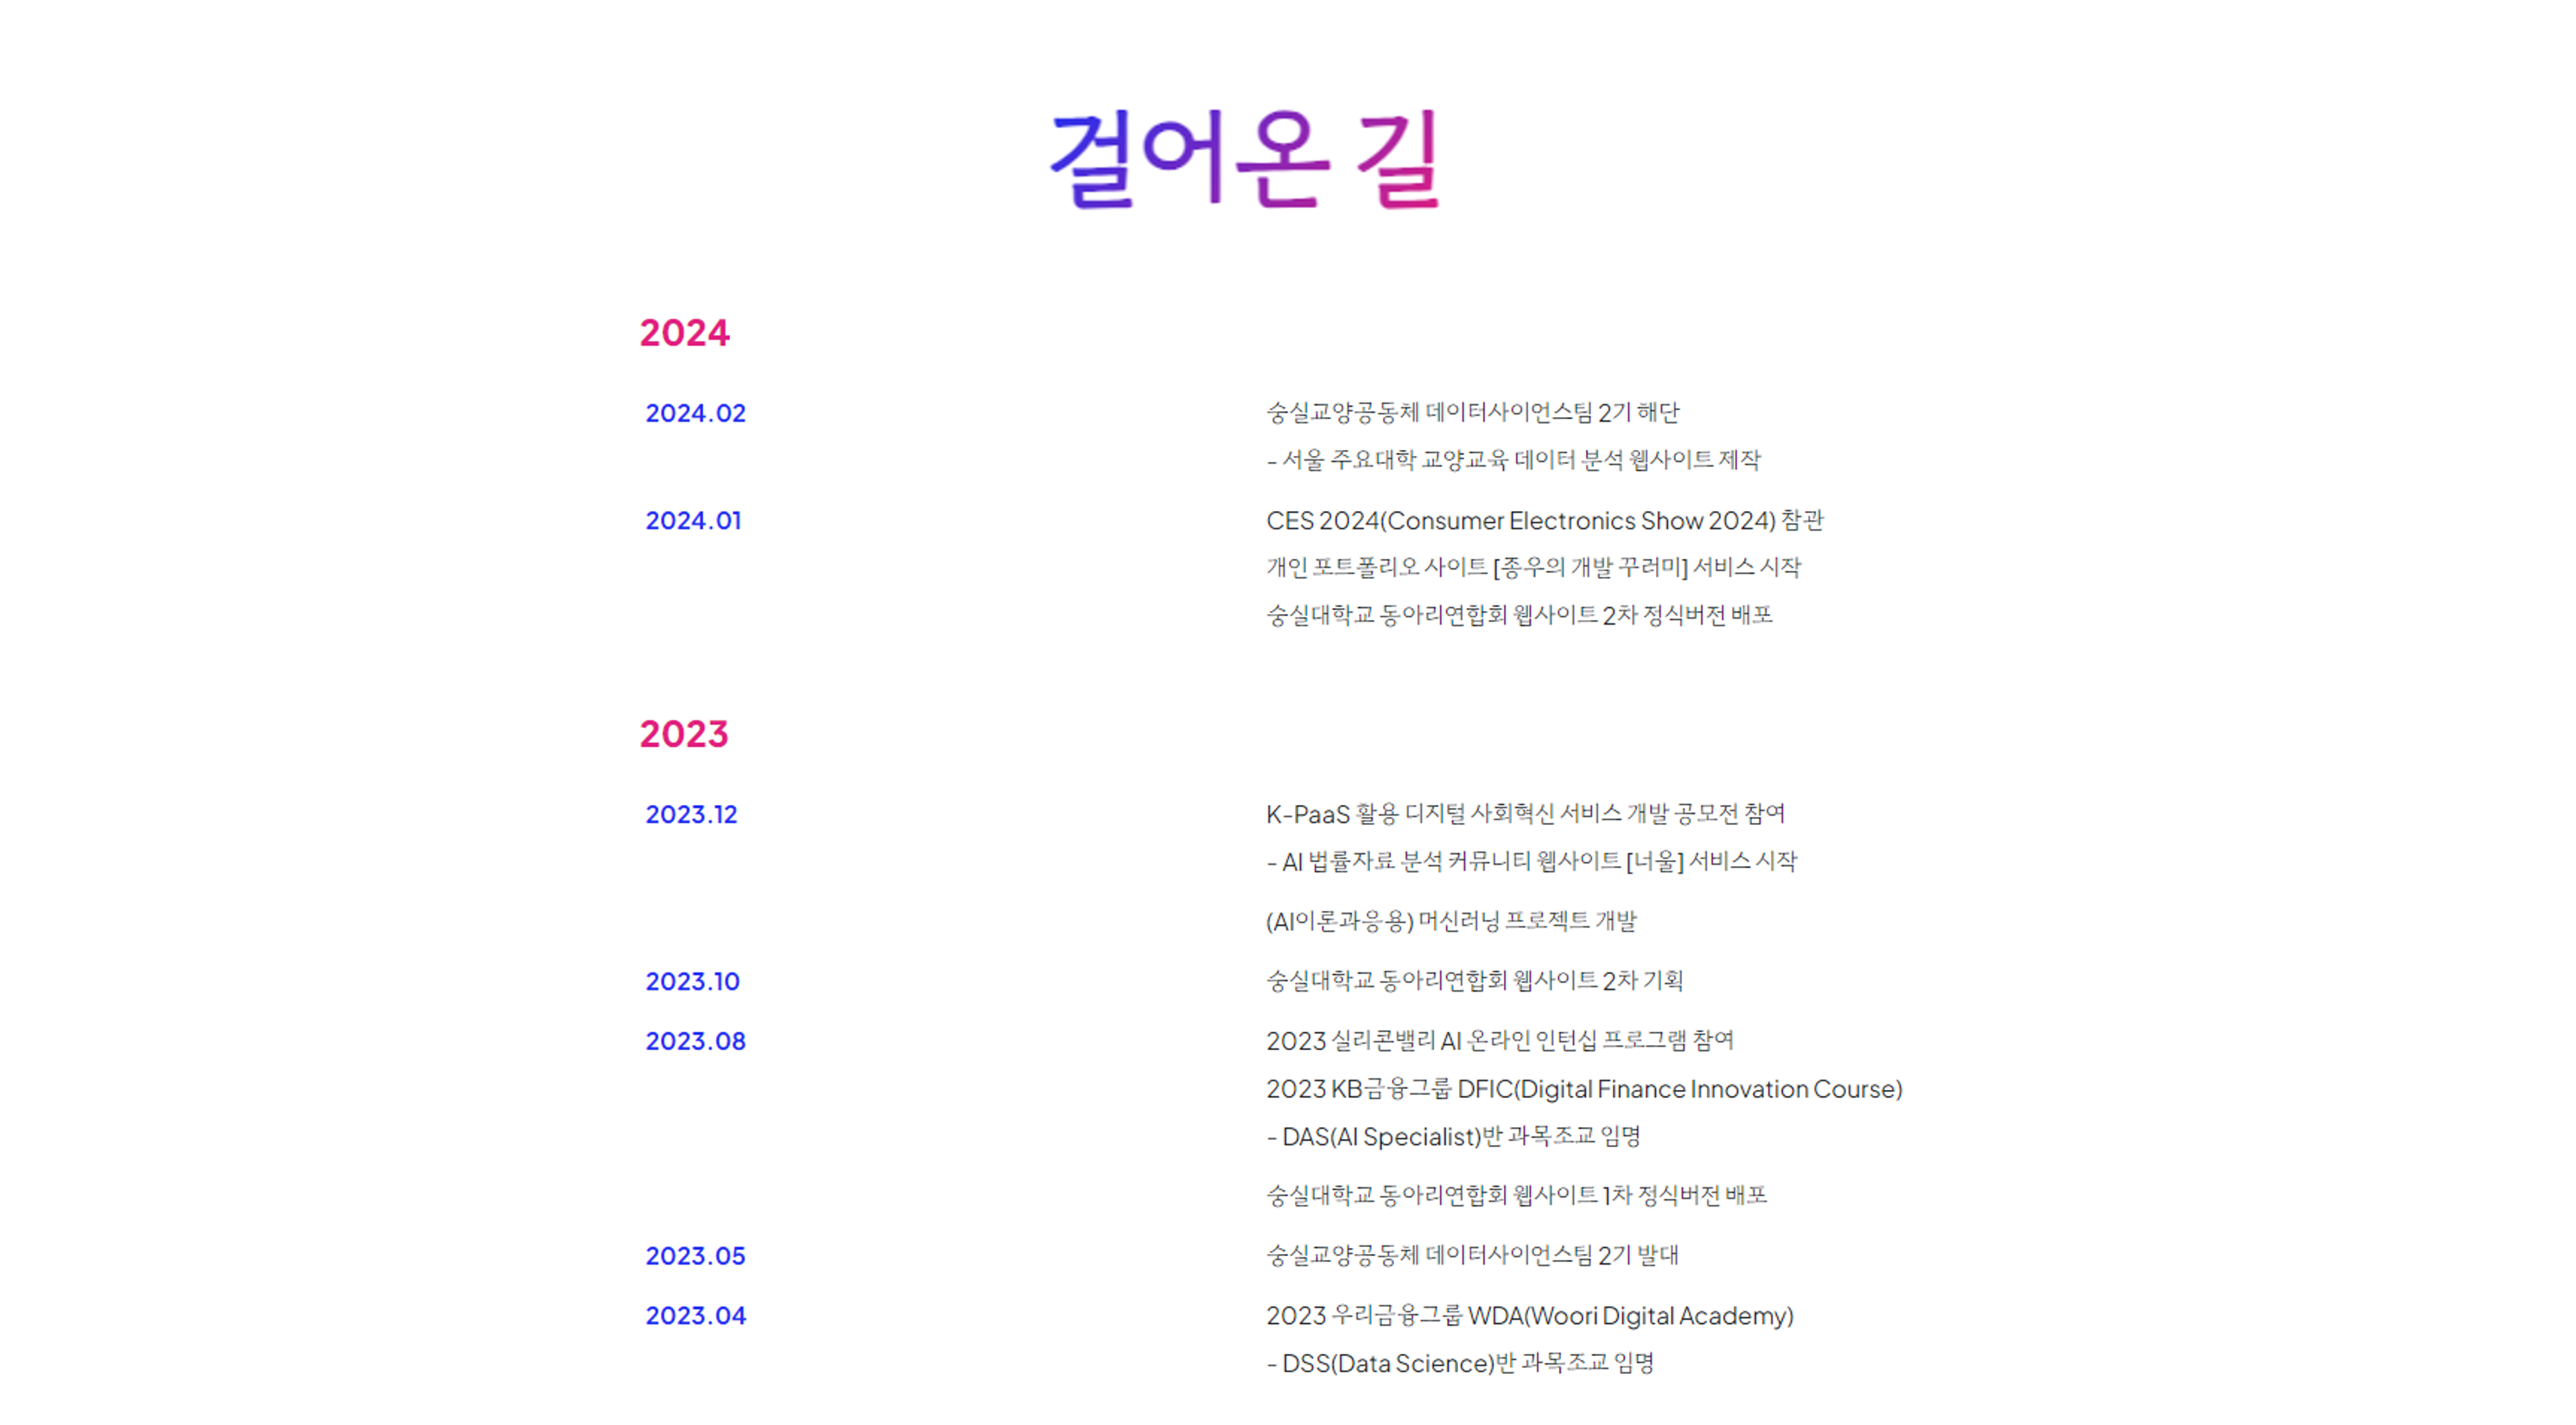 걸어온 길
2024
2024.02
숭실교양공동체 데이터사이언스팀 2기 해단
- 서울 주요대학 교양교육 데이터 분석 웹사이트 제작
2024.01
CES 2024(Consumer Electronics Show 2024) 참관
개인 포트폴리오 사이트 [종우의 개발 꾸러미] 서비스 시작
숭실대학교 동아리연합회 웹사이트 2차 정식버전 배포
2023
2023.12
K-PaaS 활용 디지털 사회혁신 서비스 개발 공모전 참여
- AI 법률자료 분석 커뮤니티 웹사이트 [너울] 서비스 시작
(AI이론과응용) 머신러닝 프로젝트 개발
2023.10
숭실대학교 동아리연합회 웹사이트 2차 기획
2023.08
2023 실리콘밸리 AI 온라인 인턴십 프로그램 참여
2023 KB금융그룹 DFIC(Digital Finance Innovation Course)
- DAS(AI Specialist)반 과목조교 임명
숭실대학교 동아리연합회 웹사이트 1차 정식버전 배포
2023.05
숭실교양공동체 데이터사이언스팀 2기 발대
2023.04
2023 우리금융그룹 WDA(Woori Digital Academy)
- DSS(Data Science)반 과목조교 임명